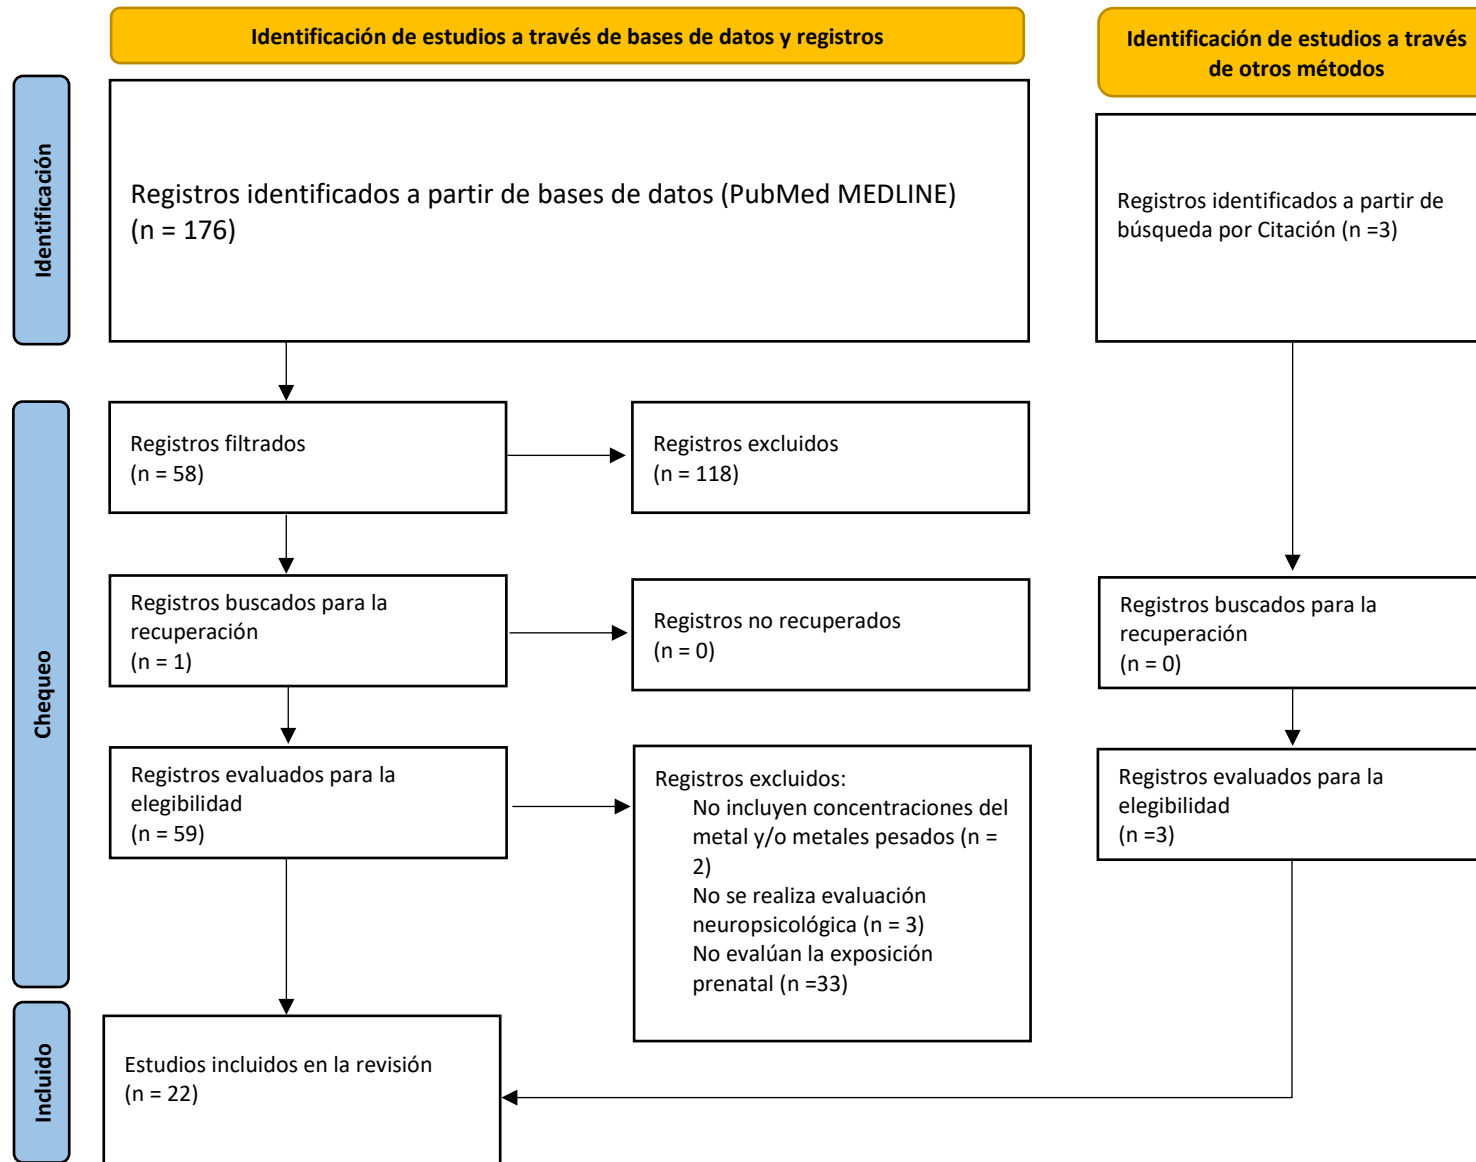 Identificación de estudios a través de bases de datos y registros
Identificación de estudios a través
de otros métodos
Identificación
Registros identificados a partir de bases de datos (PubMed MEDLINE)
(n = 176)
Registros identificados a partir de
búsqueda por Citación (n =3)
Chequeo
Registros filtrados
(n = 58)
Registros excluidos
(n = 118)
Registros buscados para la
recuperación
(n = 1)
Registros no recuperados
(n = 0)
Registros buscados para la
recuperación
(n = 0)
Registros evaluados para la
elegibilidad
(n = 59)
Registros excluidos:
No incluyen concentraciones del
metal y/o metales pesados (n =
2)
No se realiza evaluación
neuropsicológica (n = 3)
No evalúan la exposición
prenatal (n =33)
Registros evaluados para la
elegibilidad
(n =3)
Incluido
Estudios incluidos en la revisión
(n = 22)